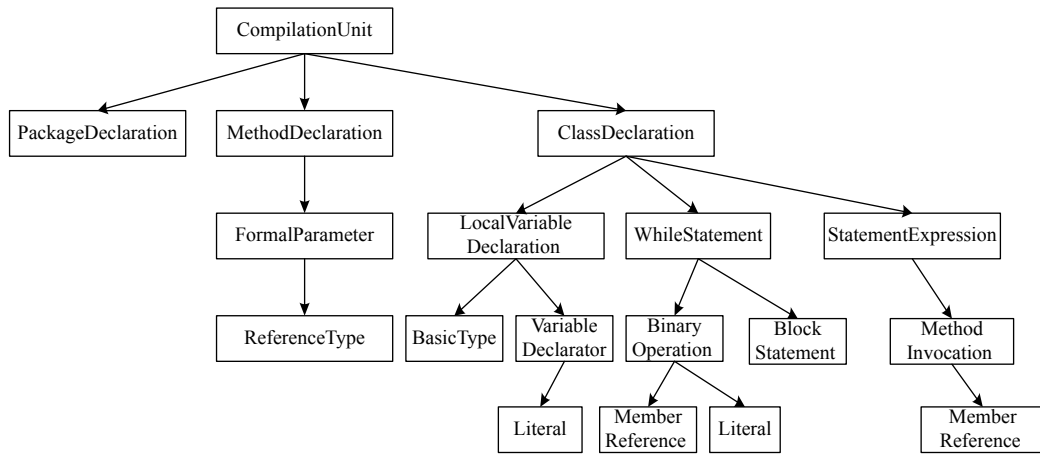 CompilationUnit
PackageDeclaration
MethodDeclaration
ClassDeclaration
FormalParameter
LocalVariable
Declaration
WhileStatement
StatementExpression
ReferenceType
BasicType
Variable
Declarator
Binary
Operation
Block
Statement
Method
Invocation
Literal
Member
Reference
Literal
Member
Reference